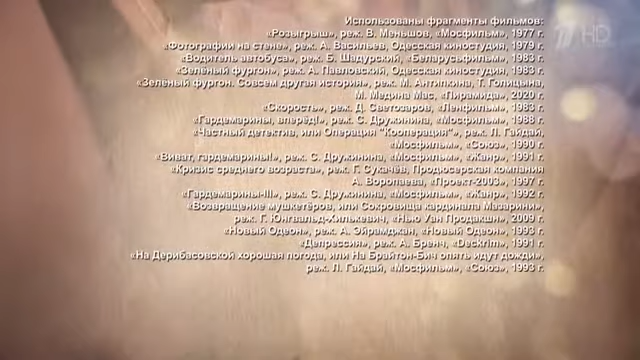 Использованы фрагменты фильмов:
«Розыгрыш», реж. В. Меньшов, «Мосфильм», 1977 г.
«Фотографии на стене», реж. А. Васильев, Одесская киностудия, 1979 г.
«Водитель автобуса», реж. Б. Шадурский, «Беларусьфильм», 1983 г.
«Зелёный фургон», реж. А. Павловский, Одесская киностудия, 1983 г.
«Зелёный фургон. Совсем другая история», реж. М. Антипкина, Т. Голицына,
М. Медина Мас, «Пирамида», 2020 г.
«Скорость», реж. Д. Светозаров, «Ленфильм», 1983 г.
«Гардемарины, вперёд!», реж. С. Дружинина, «Мосфильм», 1988 г.
«Частный детектив, или Операция "Кооперация"», реж. Л. Гайдай,
«Мосфильм», «Союз», 1990 г.
«Виват, гардемарины!», реж. С. Дружинина, «Мосфильм», «Жанр», 1991 г.
«Кризис среднего возраста», реж. Г. Сукачёв, Продюсерская компания
А. Воропаева, «Проект-2003», 1997 г.
«Гардемарины-III», реж. С. Дружинина, «Мосфильм», «Жанр», 1992 г.
«Возвращение мушкетёров, или Сокровища кардинала Мазарини»,
реж. Г. Юнгвальд-Хилькевич, «Нью Уан Продакшн», 2009 г.
«Новый Одеон», реж. А. Эйрамджан, «Новый Одеон», 1993 г.
«Депрессия», реж. А. Бренч, «Deckrim», 1991 г.
«На Дерибасовской хорошая погода, или На Брайтон-Бич опять идут дожди»,
реж. Л. Гайдай, «Мосфильм», «Союз», 1993 г.
1 HD